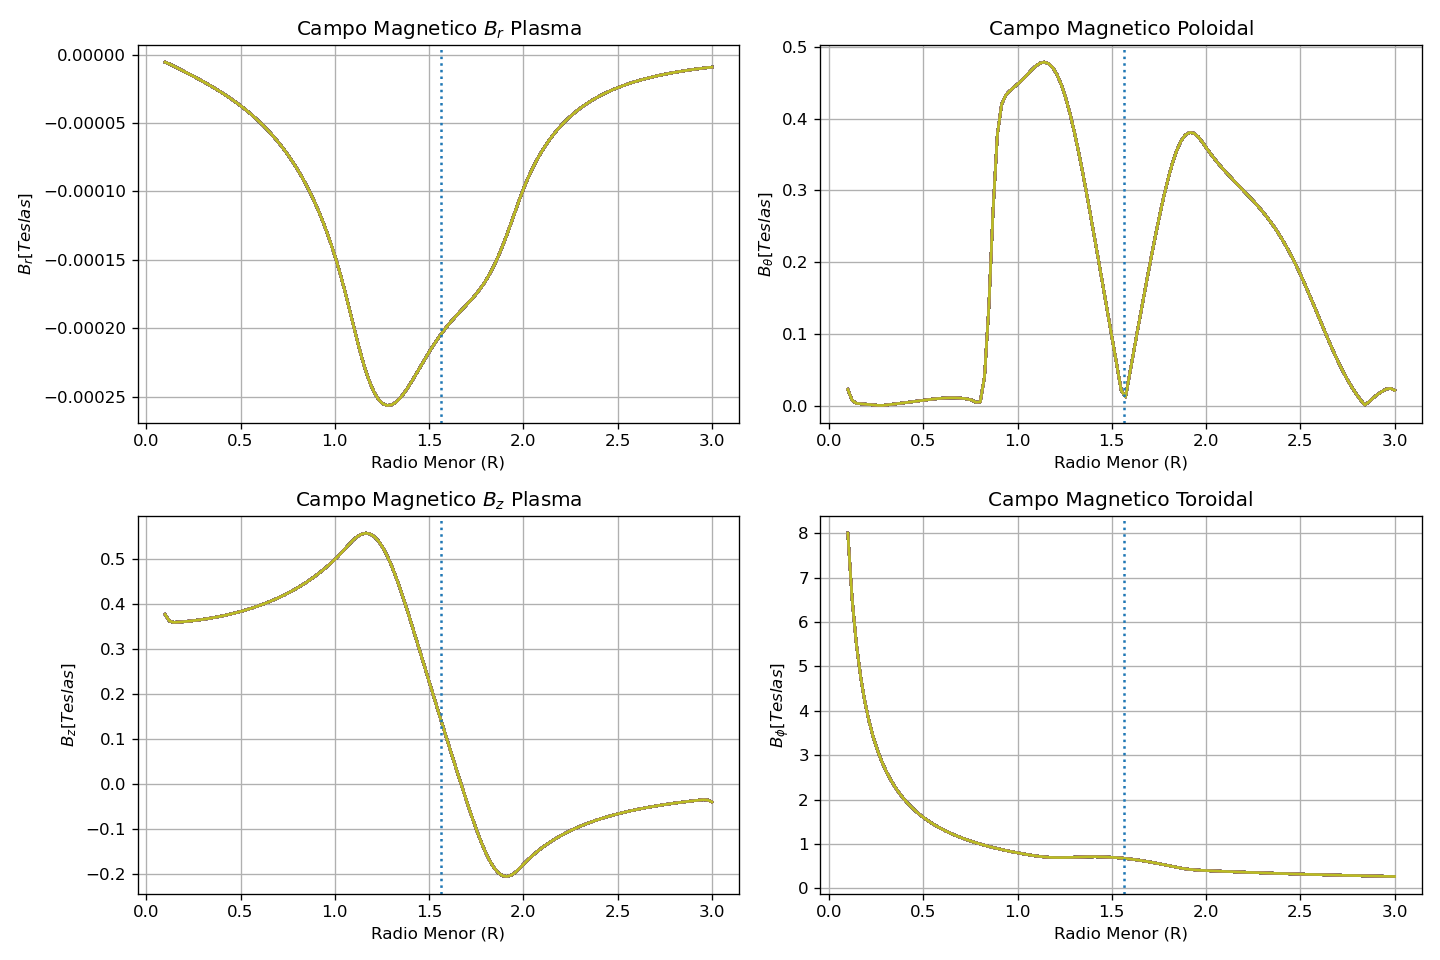 Campo Magnetico B_r Plasma
0.00000
−0.00005
−0.00010
−0.00015
−0.00020
−0.00025
B_r[Teslas]
0.0 0.5 1.0 1.5 2.0 2.5 3.0
Radio Menor (R)
Campo Magnetico Poloidal
0.5
0.4
0.3
0.2
0.1
0.0
B_θ[Teslas]
0.0 0.5 1.0 1.5 2.0 2.5 3.0
Radio Menor (R)
Campo Magnetico B_z Plasma
0.5
0.4
0.3
0.2
0.1
0.0
−0.1
−0.2
B_z[Teslas]
0.0 0.5 1.0 1.5 2.0 2.5 3.0
Radio Menor (R)
Campo Magnetico Toroidal
8
7
6
5
4
3
2
1
0
B_ϕ[Teslas]
0.0 0.5 1.0 1.5 2.0 2.5 3.0
Radio Menor (R)